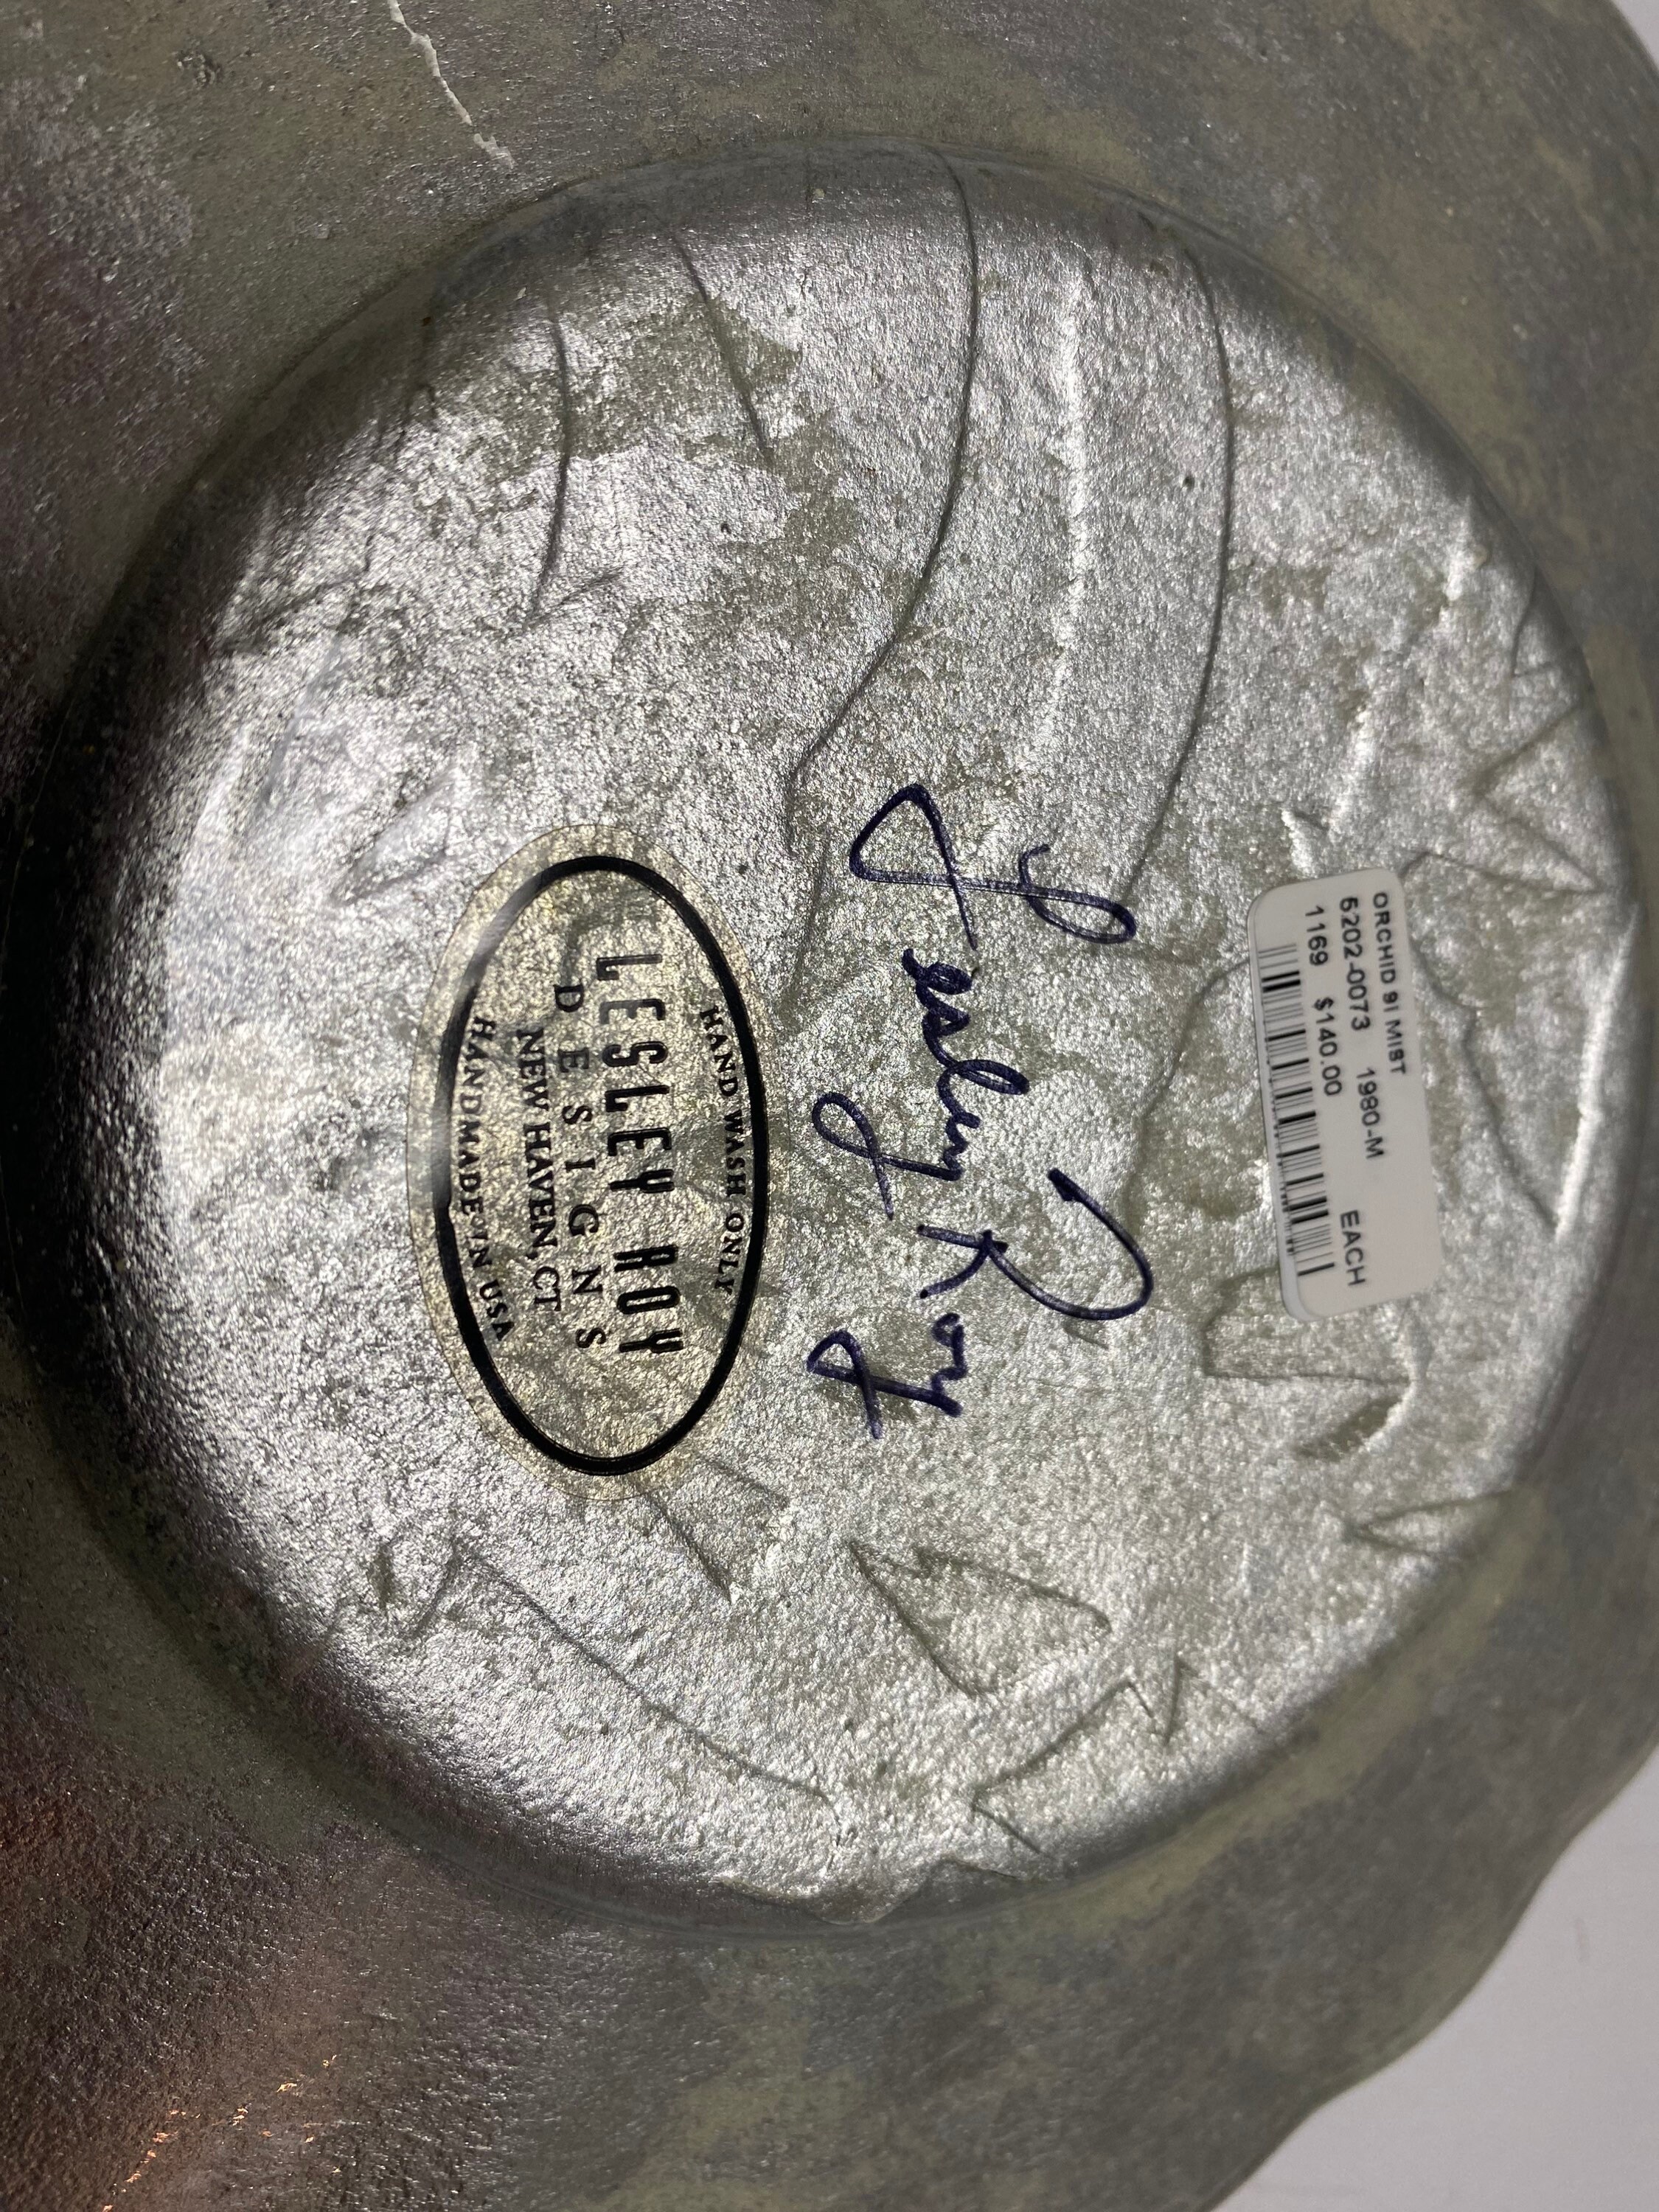 ORCHID 9I MIST
5202-0073 1980-M EACH
1169 $140.00
Lesley Roy
HAND WASH ONLY
LESLEY ROY
DESIGNS
NEW HAVEN, CT
HANDMADE IN USA